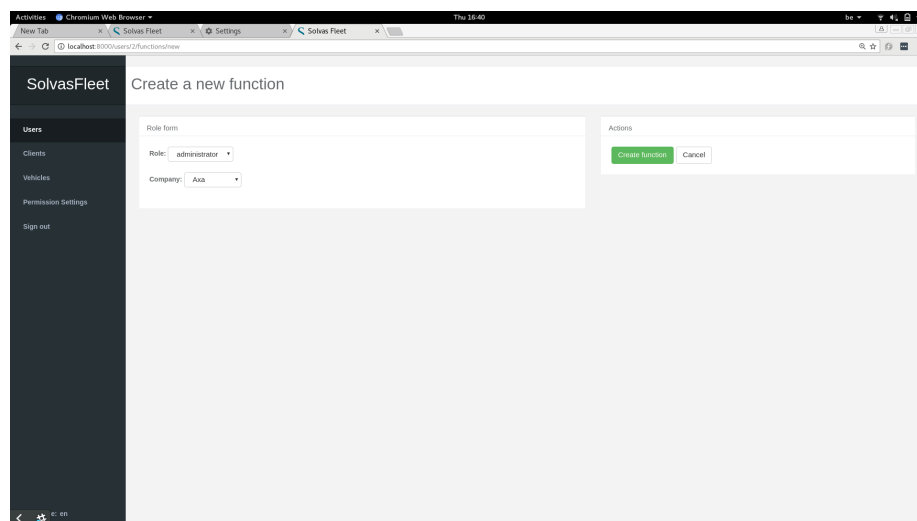 Activities Chromium Web Browser Thu 16:40 be
New Tab × Solvas Fleet × Settings × Solvas Fleet ×
localhost:8000/users/2/functions/new
SolvasFleet
Create a new function
Users
Clients
Vehicles
Permission Settings
Sign out
Role form
Role: administrator
Company: Axa
Actions
Create function Cancel
e: en